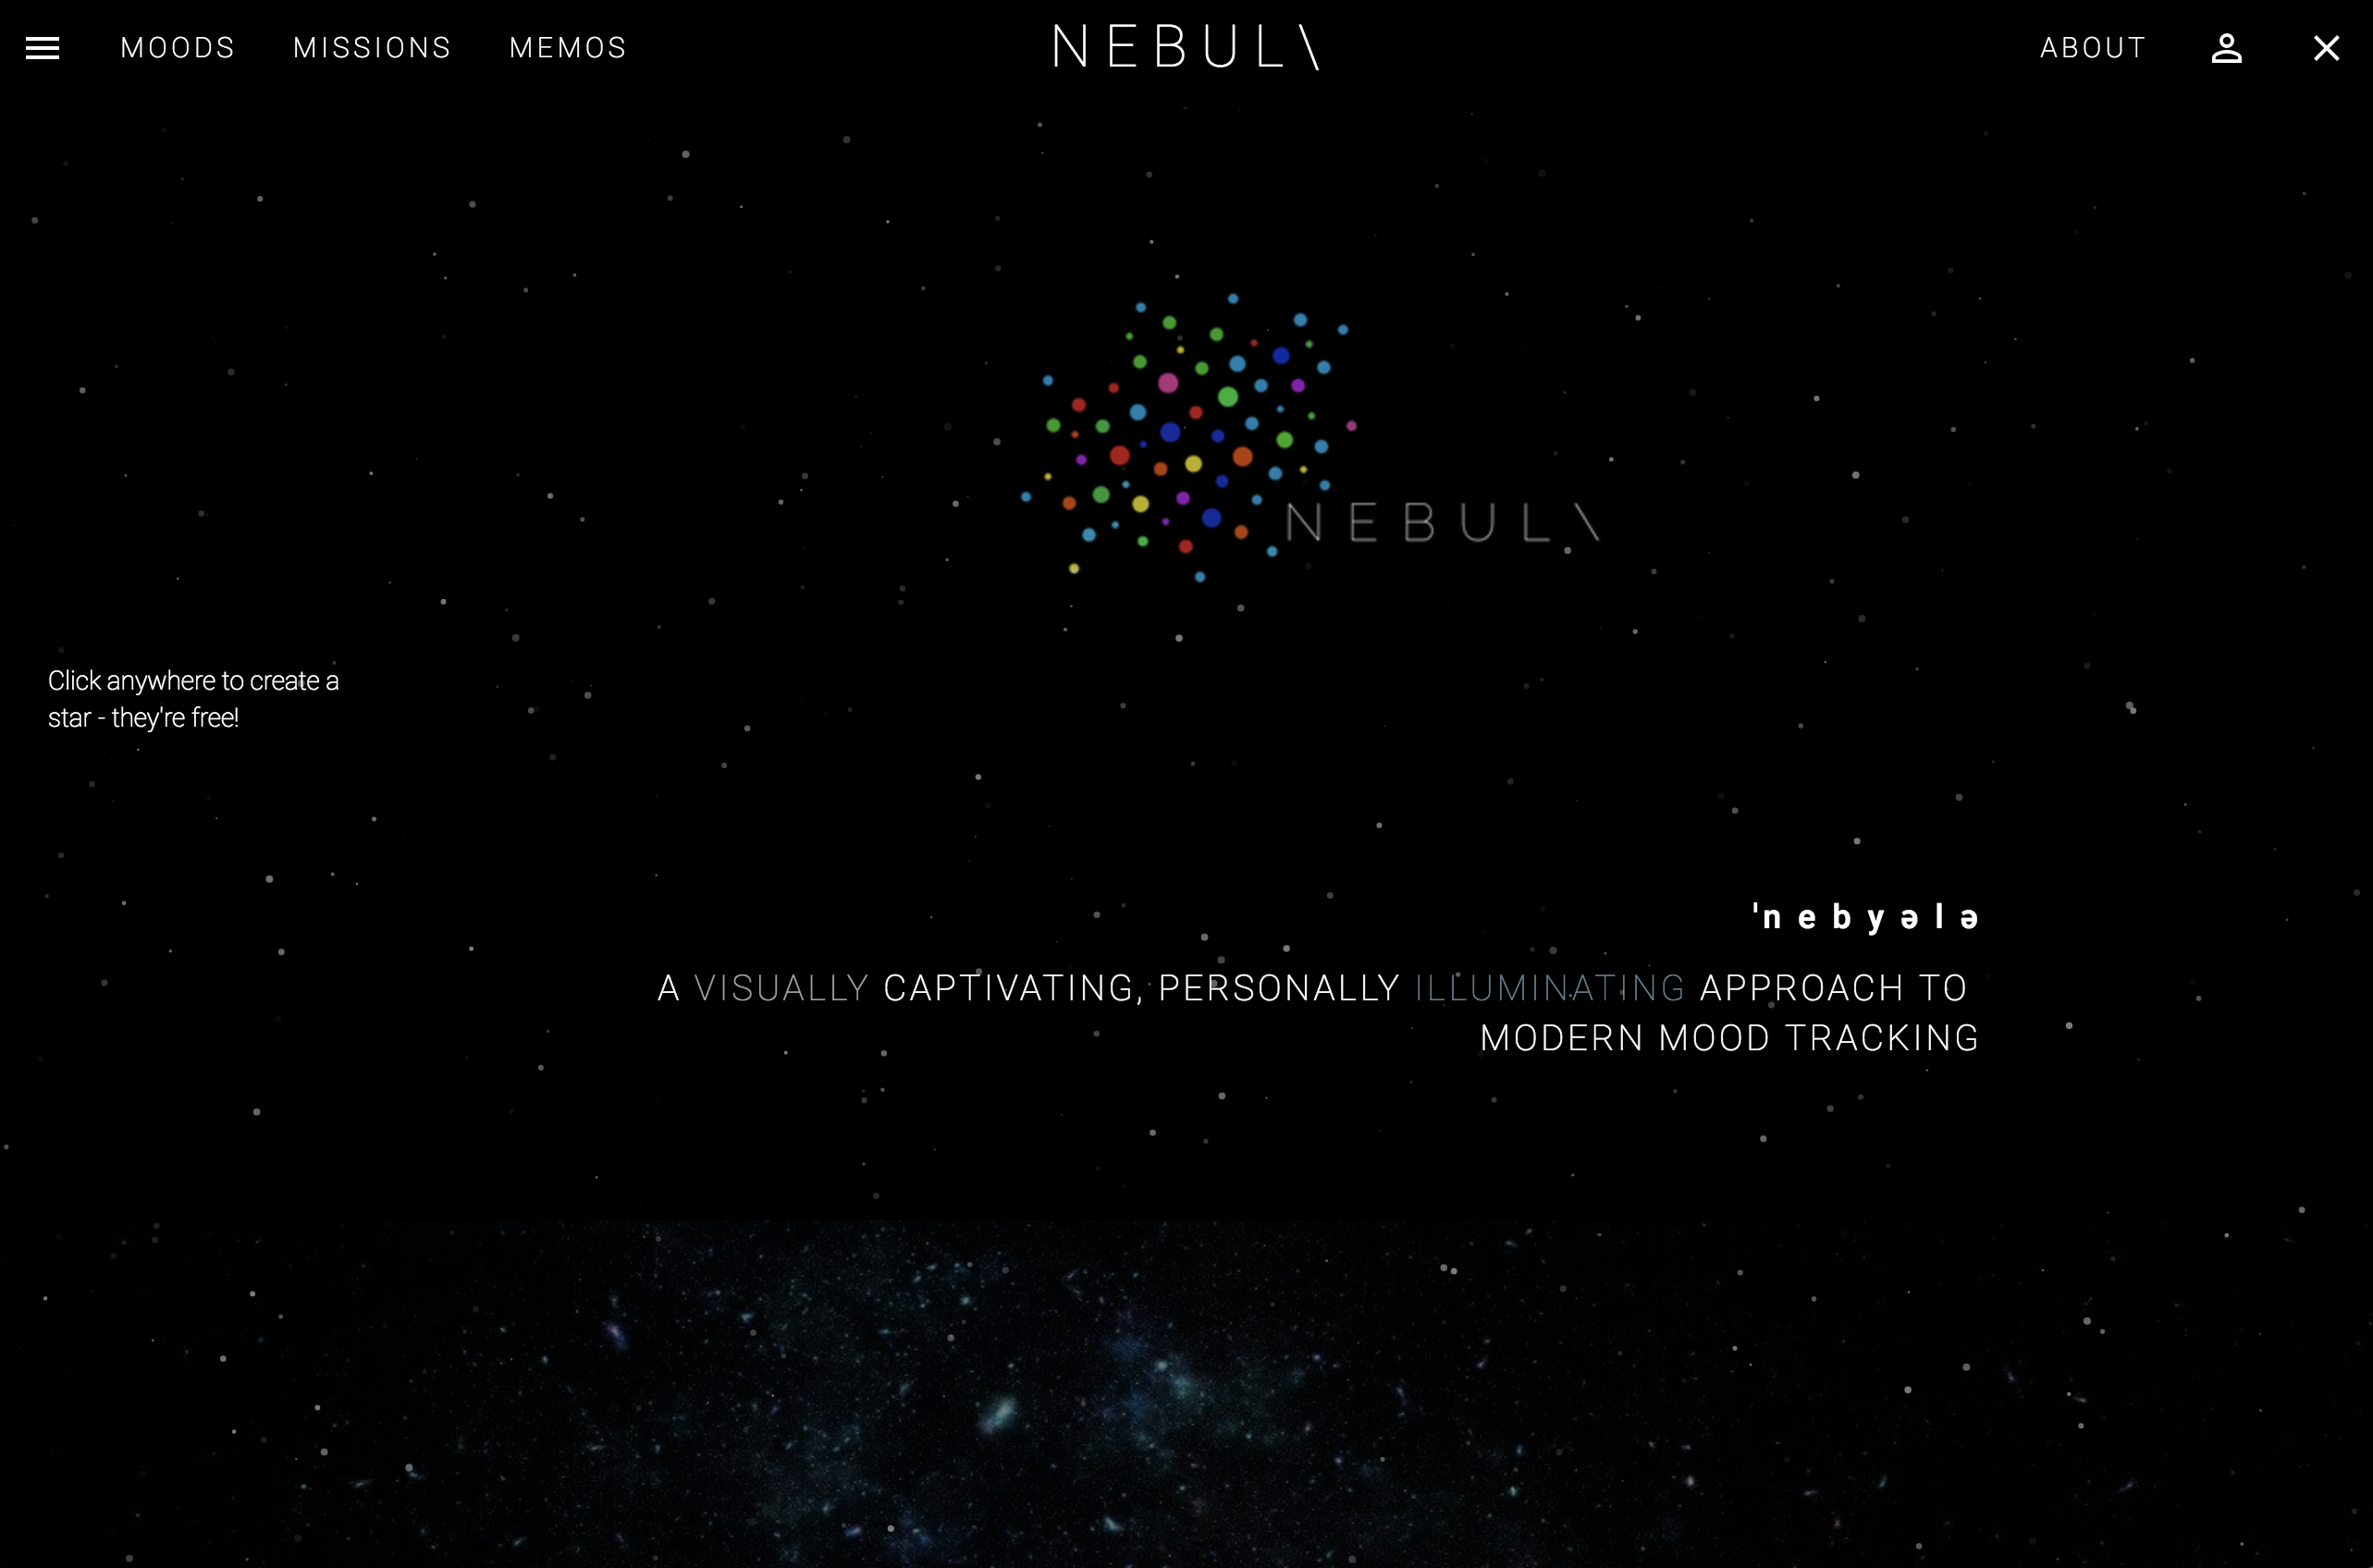 MOODS MISSIONS MEMOS NEBUL\ ABOUT
NEBUL\
Click anywhere to create a
star - they're free!
'nebyələ
A VISUALLY CAPTIVATING, PERSONALLY ILLUMINATING APPROACH TO
MODERN MOOD TRACKING